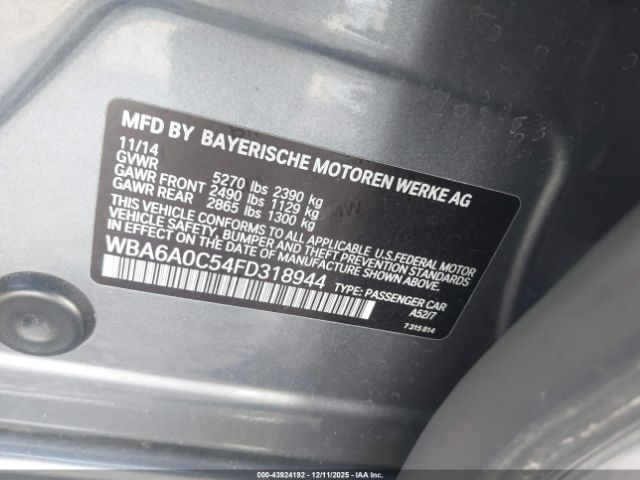 MFD BY BAYERISCHE MOTOREN WERKE AG
11/14
GVWR 5270 lbs 2390 kg
GAWR FRONT 2490 lbs 1129 kg
GAWR REAR 2865 lbs 1300 kg
THIS VEHICLE CONFORMS TO ALL APPLICABLE U.S.FEDERAL MOTOR
VEHICLE SAFETY, BUMPER AND THEFT PREVENTION STANDARDS
IN EFFECT ON THE DATE OF MANUFACTURE SHOWN ABOVE.
WBA6A0C54FD318944 TYPE: PASSENGER CAR
A52/7
7 315 814
00-43924192 - 12/11/2025 - IAA Inc.